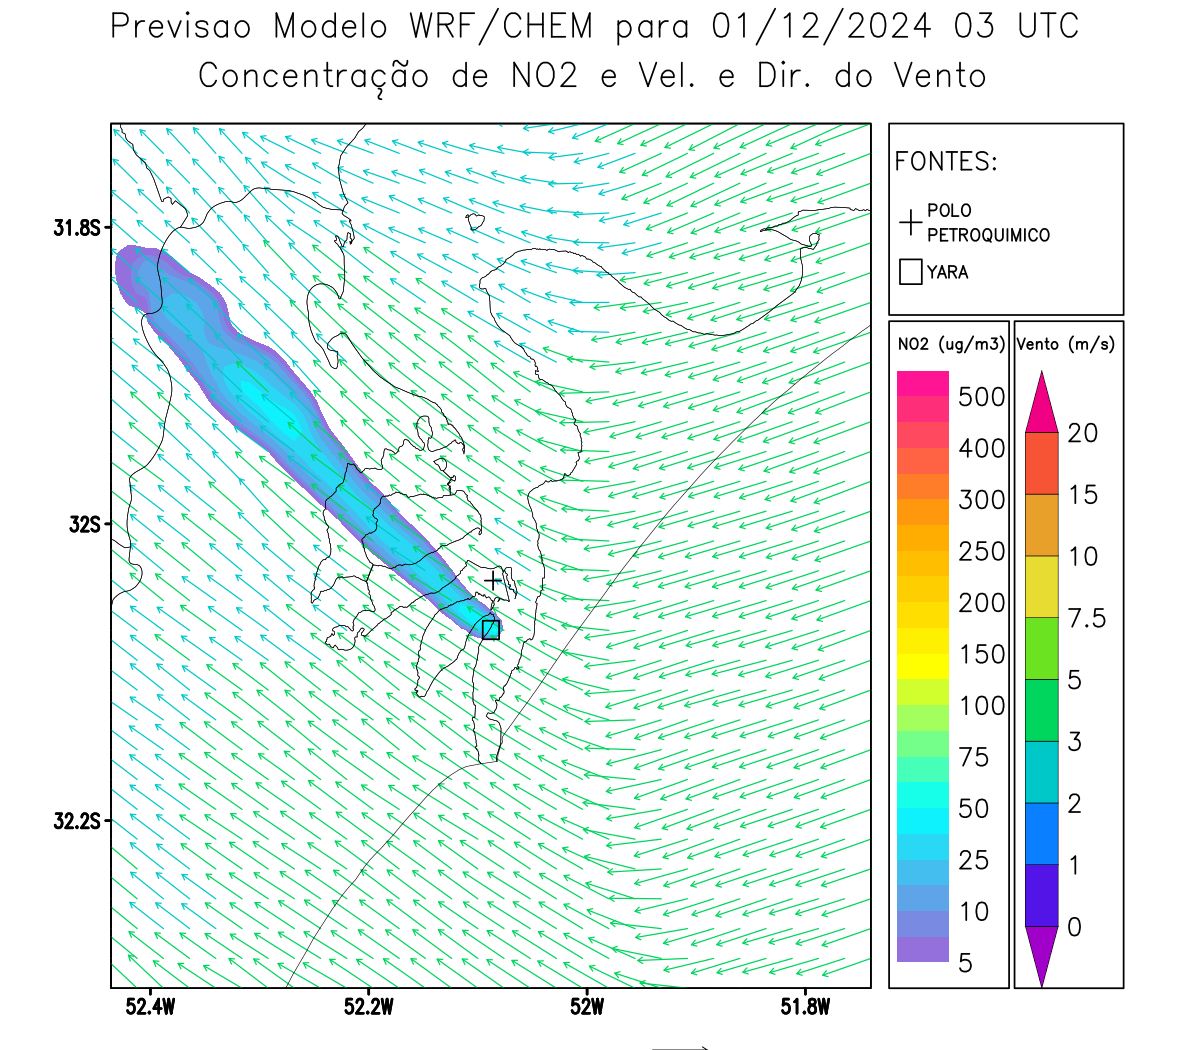 Previsao Modelo WRF/CHEM para 01/12/2024 03 UTC
Concentração de NO2 e Vel. e Dir. do Vento
FONTES:
POLO
PETROQUIMICO
YARA
NO2 (ug/m3)
500
400
300
250
200
150
100
75
50
25
10
5
Vento (m/s)
20
15
10
7.5
5
3
2
1
0
31.8S
32S
32.2S
52.4W
52.2W
52W
51.8W